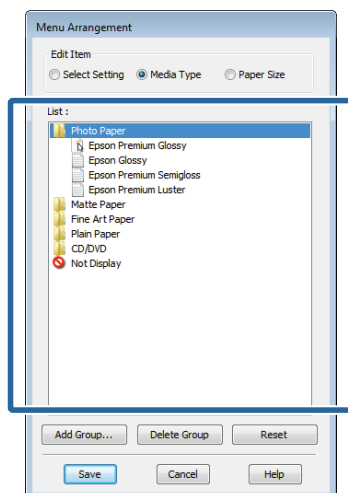 Menu Arrangement
Edit Item
Select Setting Media Type Paper Size
List :
Photo Paper
Epson Premium Glossy
Epson Glossy
Epson Premium Semigloss
Epson Premium Luster
Matte Paper
Fine Art Paper
Plain Paper
CD/DVD
Not Display
Add Group... Delete Group Reset
Save Cancel Help